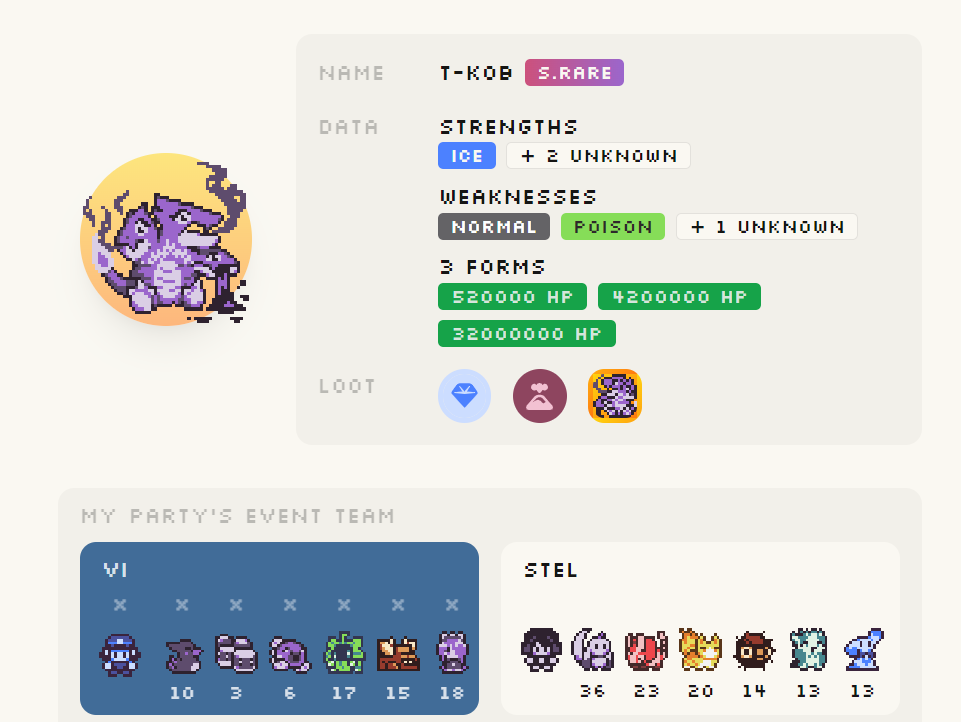 NAME
T-KOB S.RARE
DATA
STRENGTHS
ICE + 2 UNKNOWN
WEAKNESSES
NORMAL POISON + 1 UNKNOWN
3 FORMS
520000 HP 4200000 HP
32000000 HP
LOOT
MY PARTY'S EVENT TEAM
VI
× × × × × × ×
10 3 6 17 15 18
STEL
36 23 20 14 13 13